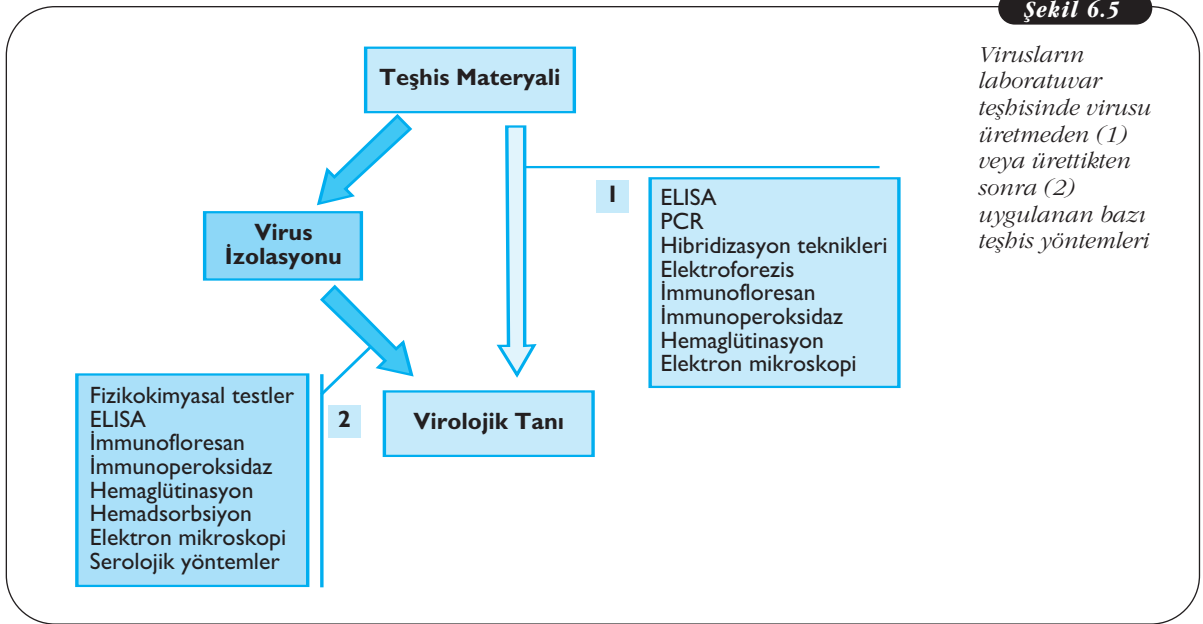 Şekil 6.5
Virusların
laboratuvar
teşhisinde virusu
üretmeden (1)
veya ürettikten
sonra (2)
uygulanan bazı
teşhis yöntemleri
Teşhis Materyali
1
ELISA
PCR
Hibridizasyon teknikleri
Elektroforezis
İmmunofloresan
İmmunoperoksidaz
Hemaglütinasyon
Elektron mikroskopi
Virus
İzolasyonu
Fizikokimyasal testler
ELISA
İmmunofloresan
İmmunoperoksidaz
Hemaglütinasyon
Hemadsorbsiyon
Elektron mikroskopi
Serolojik yöntemler
2
Virolojik Tanı